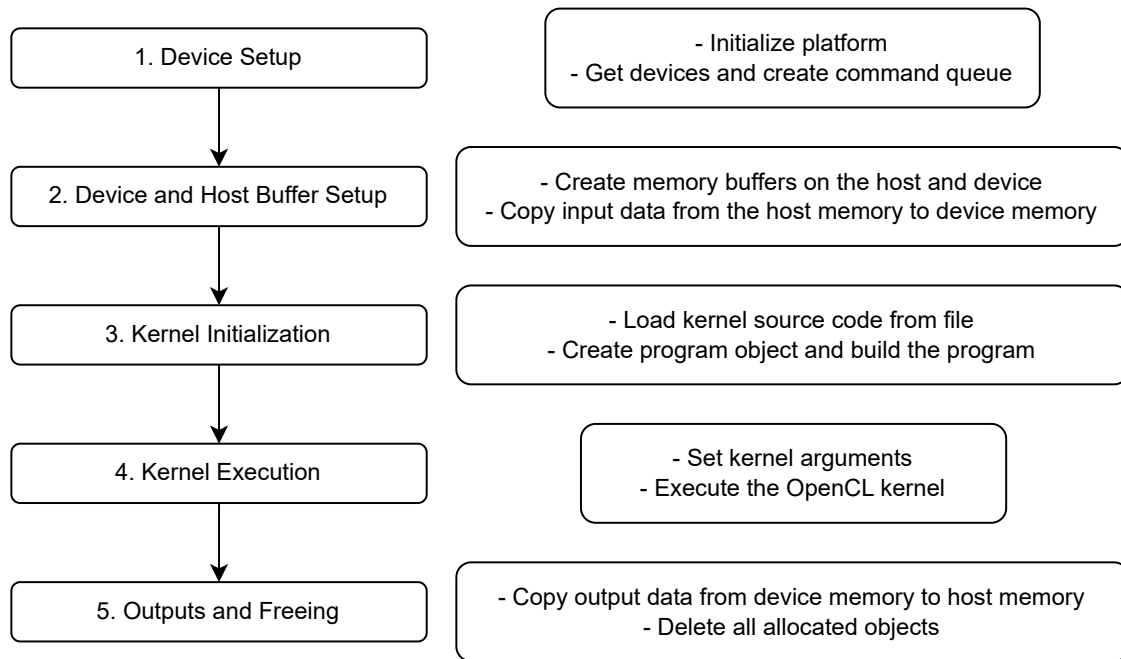 1. Device Setup
- Initialize platform
- Get devices and create command queue
2. Device and Host Buffer Setup
- Create memory buffers on the host and device
- Copy input data from the host memory to device memory
3. Kernel Initialization
- Load kernel source code from file
- Create program object and build the program
4. Kernel Execution
- Set kernel arguments
- Execute the OpenCL kernel
5. Outputs and Freeing
- Copy output data from device memory to host memory
- Delete all allocated objects